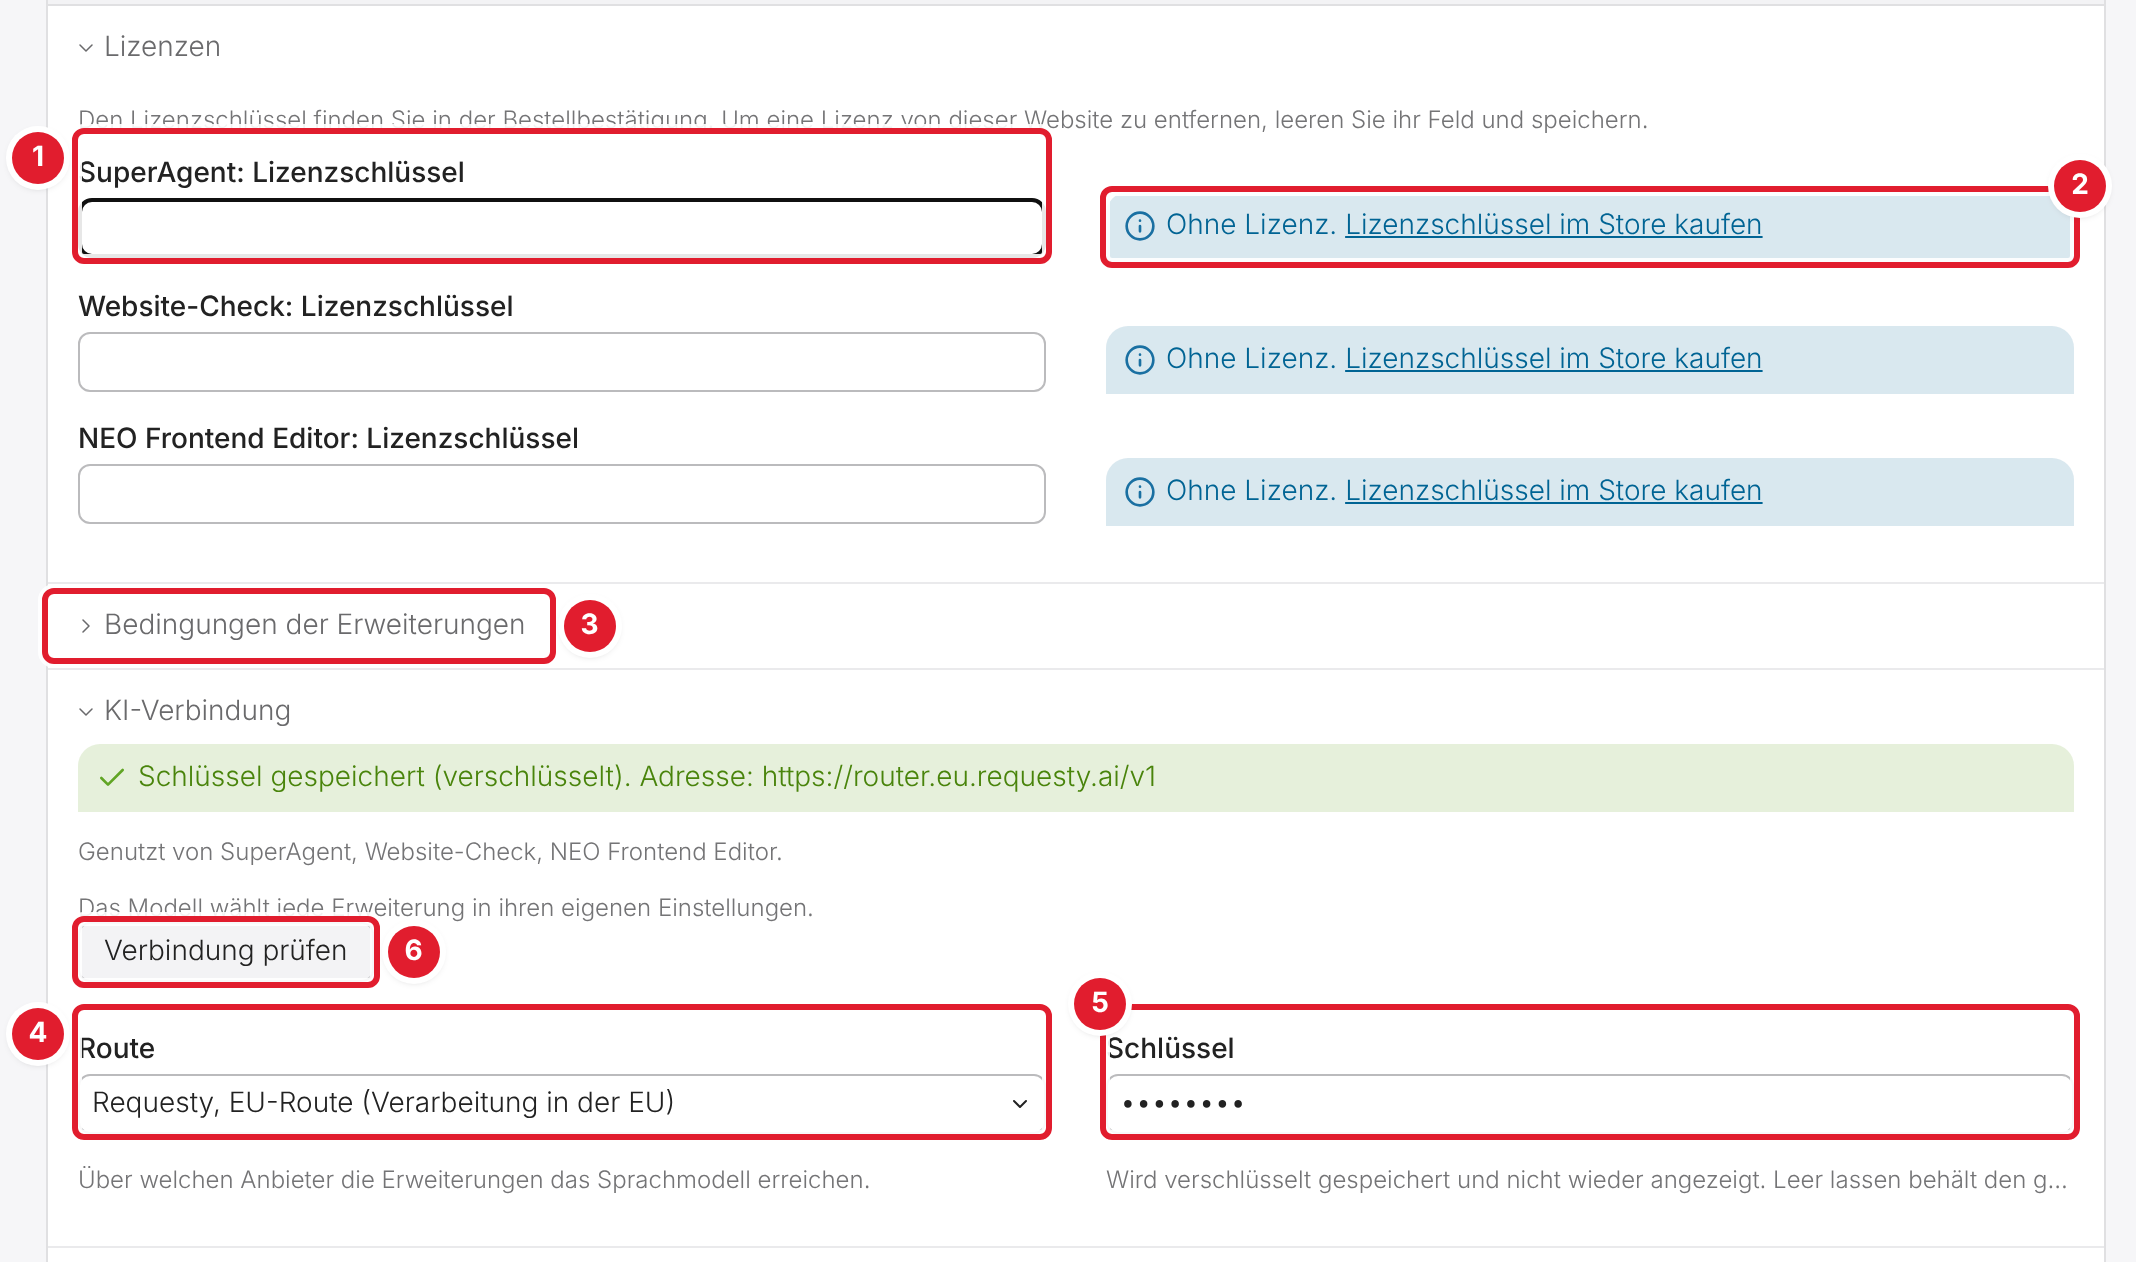 Lizenzen
Den Lizenzschlüssel finden Sie in der Bestellbestätigung. Um eine Lizenz von dieser Website zu entfernen, leeren Sie ihr Feld und speichern.
1
SuperAgent: Lizenzschlüssel
2
Ohne Lizenz. Lizenzschlüssel im Store kaufen
Website-Check: Lizenzschlüssel
Ohne Lizenz. Lizenzschlüssel im Store kaufen
NEO Frontend Editor: Lizenzschlüssel
Ohne Lizenz. Lizenzschlüssel im Store kaufen
Bedingungen der Erweiterungen
3
KI-Verbindung
Schlüssel gespeichert (verschlüsselt). Adresse: https://router.eu.requesty.ai/v1
Genutzt von SuperAgent, Website-Check, NEO Frontend Editor.
Das Modell wählt jede Erweiterung in ihren eigenen Einstellungen.
Verbindung prüfen
6
4
Route
Requesty, EU-Route (Verarbeitung in der EU)
Über welchen Anbieter die Erweiterungen das Sprachmodell erreichen.
5
Schlüssel
••••••••
Wird verschlüsselt gespeichert und nicht wieder angezeigt. Leer lassen behält den g...